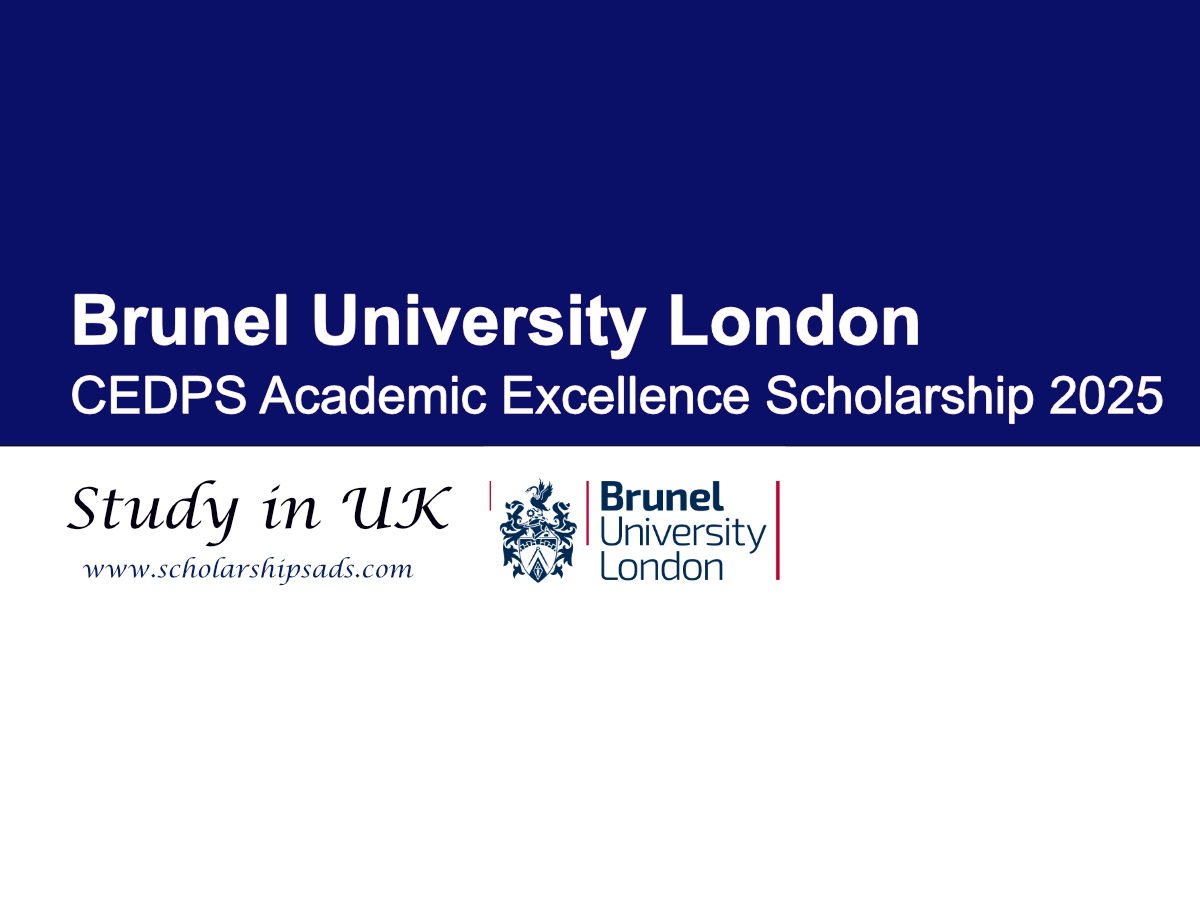 Brunel University London
CEDPS Academic Excellence Scholarship 2025
Study in UK
www.scholarshipsads.com
Brunel
University
London